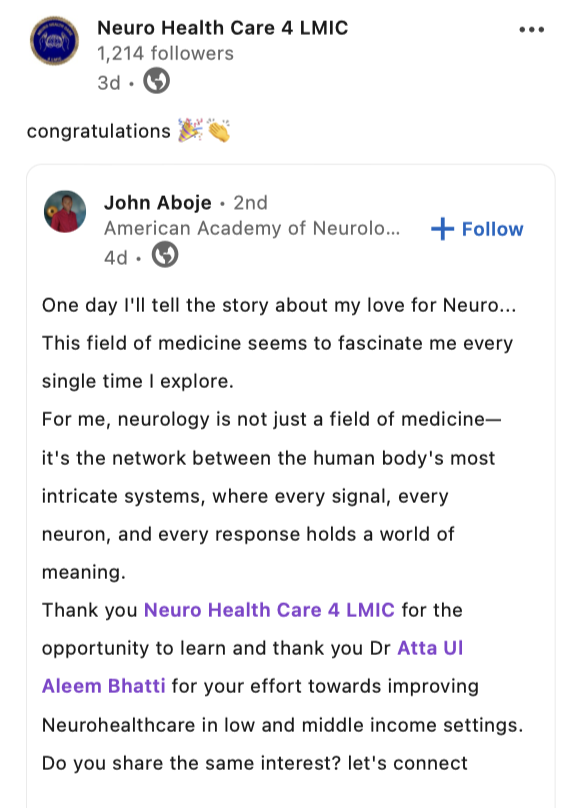 Neuro Health Care 4 LMIC
1,214 followers
3d •
congratulations 🎉👏
John Aboje • 2nd
American Academy of Neurolo...
+ Follow
4d •
One day I'll tell the story about my love for Neuro...
This field of medicine seems to fascinate me every
single time I explore.
For me, neurology is not just a field of medicine—
it's the network between the human body's most
intricate systems, where every signal, every
neuron, and every response holds a world of
meaning.
Thank you Neuro Health Care 4 LMIC for the
opportunity to learn and thank you Dr Atta Ul
Aleem Bhatti for your effort towards improving
Neurohealthcare in low and middle income settings.
Do you share the same interest? let's connect